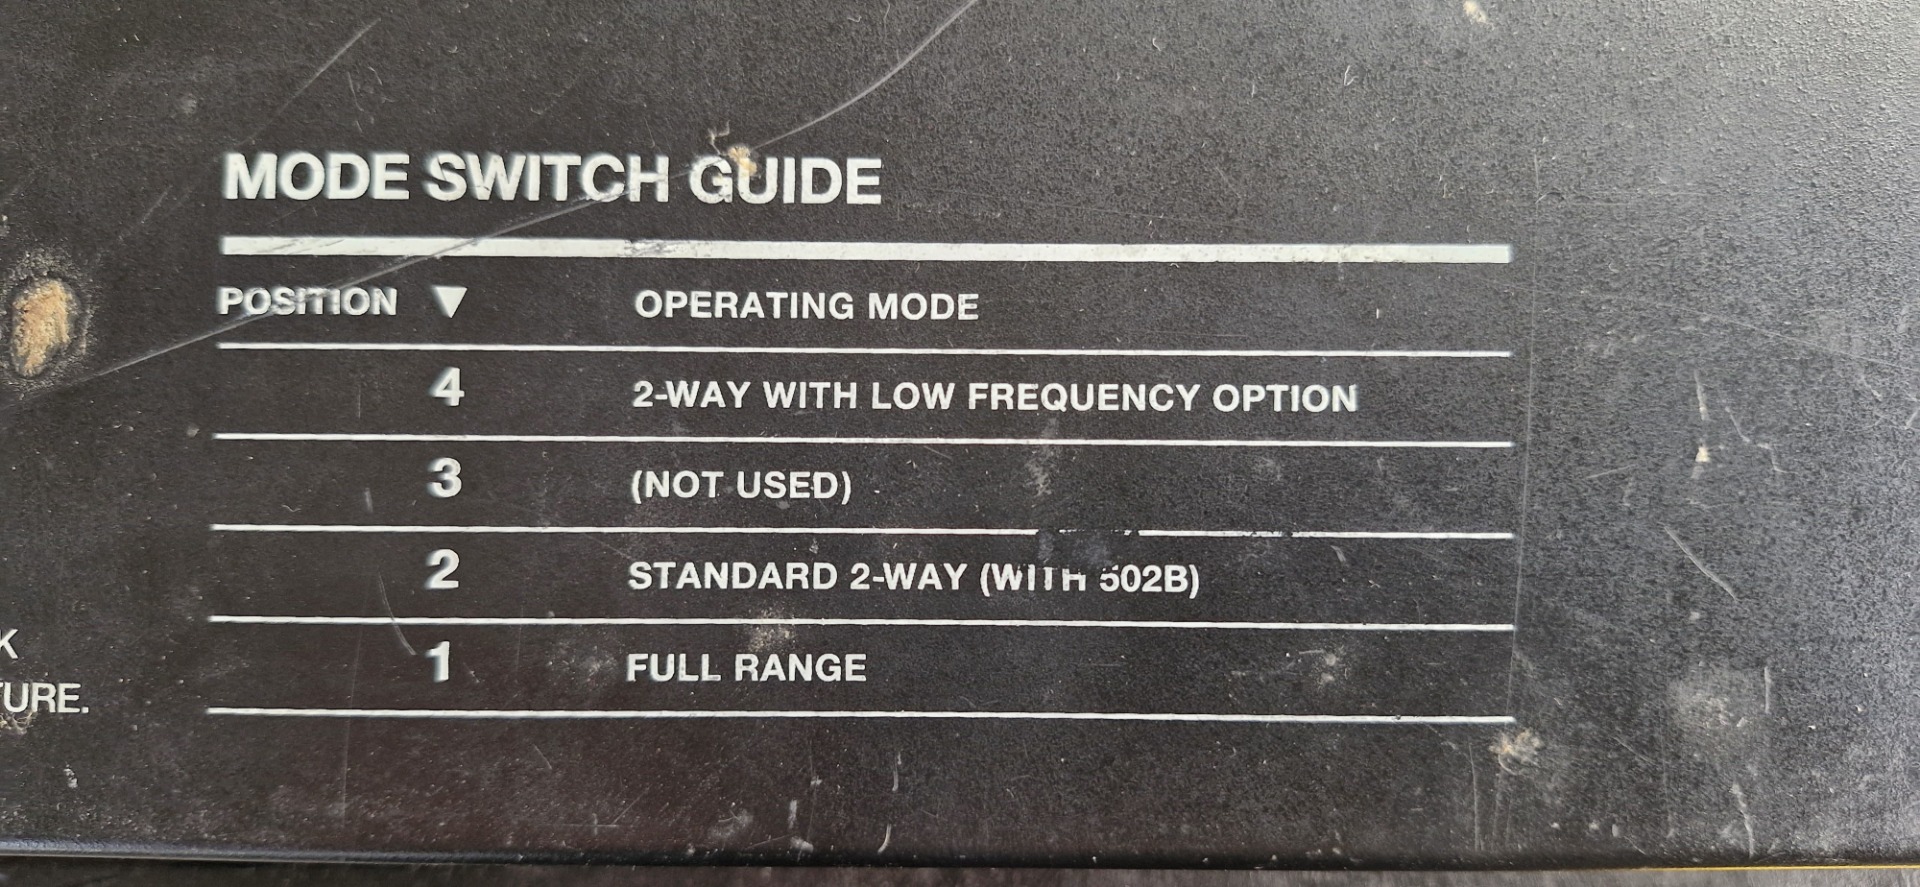 MODE SWITCH GUIDE
POSITION ▼ OPERATING MODE
4 2-WAY WITH LOW FREQUENCY OPTION
3 (NOT USED)
2 STANDARD 2-WAY (WITH 502B)
1 FULL RANGE
K
TURE.